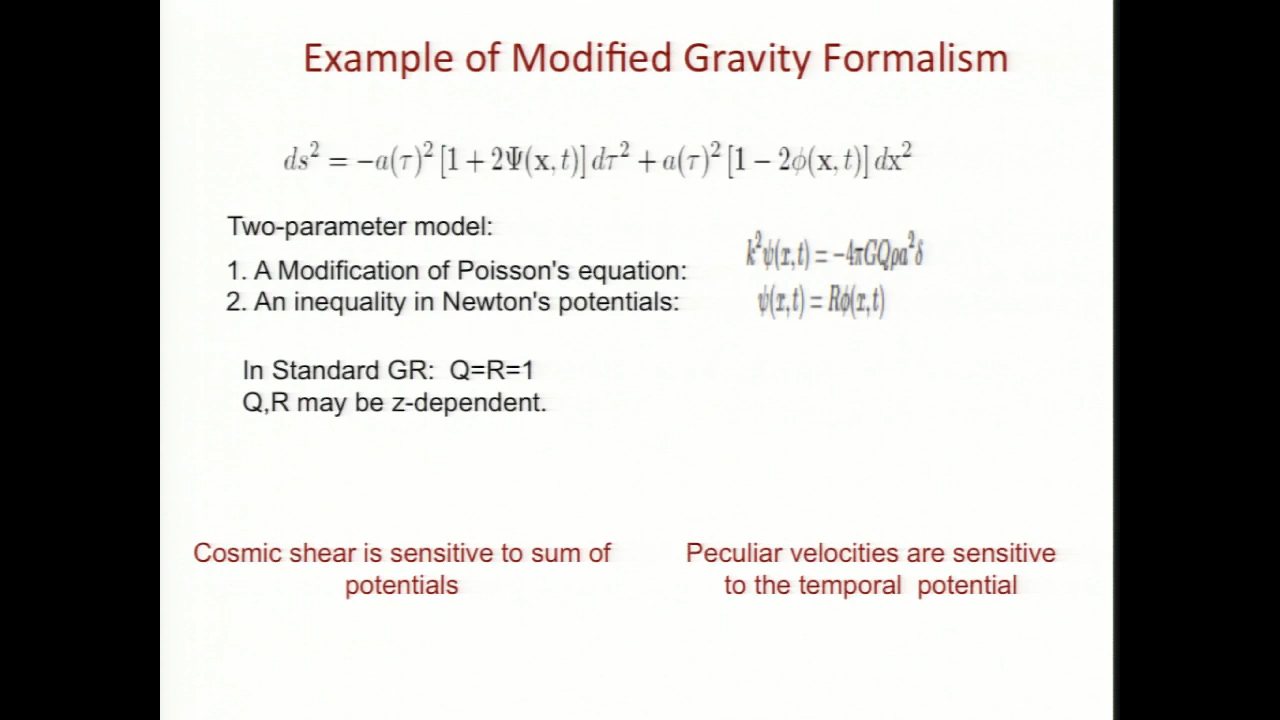 Example of Modified Gravity Formalism
ds² = −a(τ)² [1 + 2Ψ(x, t)] dτ² + a(τ)² [1 − 2ϕ(x, t)] dx²
Two-parameter model:
1. A Modification of Poisson's equation: k²ψ(x,t) = −4πGQρa²δ
2. An inequality in Newton's potentials: ψ(x,t) = Rϕ(x,t)
In Standard GR: Q=R=1
Q,R may be z-dependent.
Cosmic shear is sensitive to sum of
potentials
Peculiar velocities are sensitive
to the temporal potential